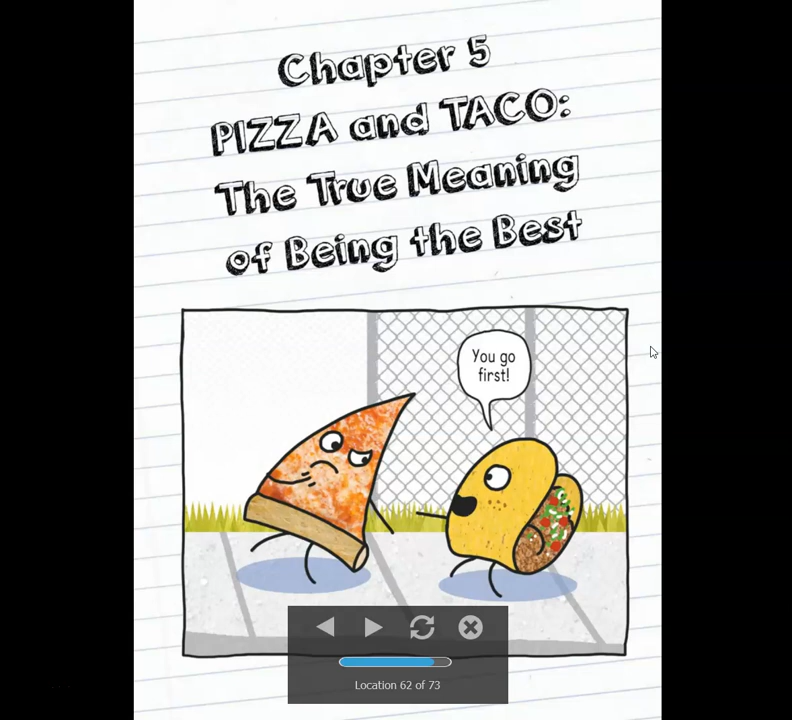 Chapter 5
PIZZA and TACO:
The True Meaning
of Being the Best
You go
first!
Location 62 of 73